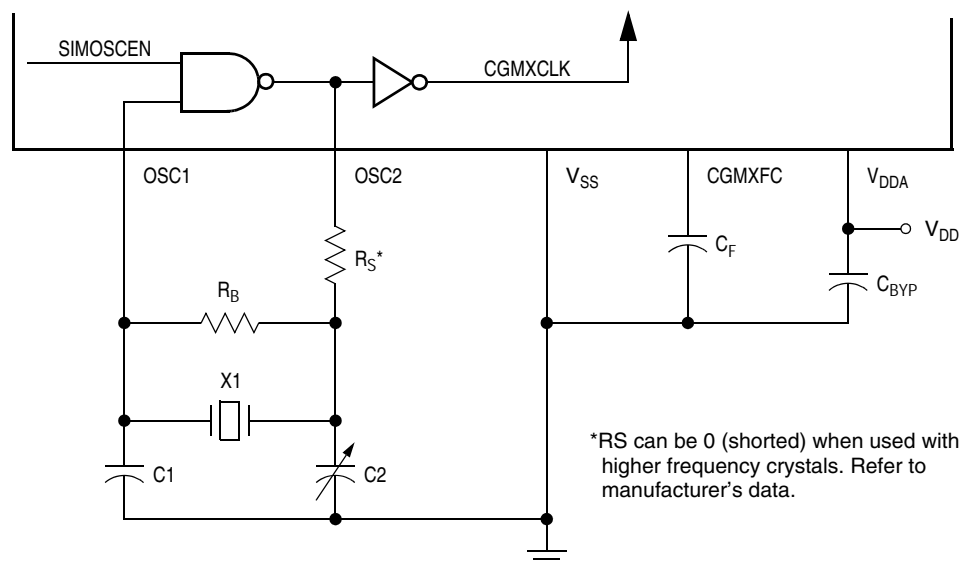 SIMOSCEN
CGMXCLK
OSC1
OSC2
VSS
CGMXFC
VDDA
RS*
CF
VDD
CBYP
RB
X1
C1
C2
*RS can be 0 (shorted) when used with
higher frequency crystals. Refer to
manufacturer's data.